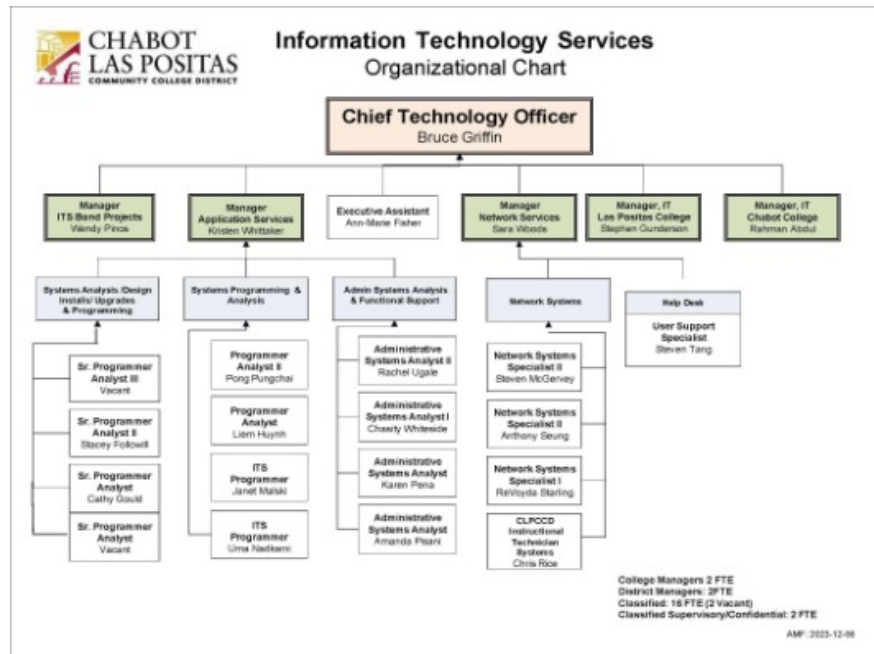 CHABOT
LAS POSITAS
COMMUNITY COLLEGE DISTRICT
Information Technology Services
Organizational Chart
Chief Technology Officer
Bruce Griffin
Manager
ITS Bond Projects
Wendy Pinos
Manager
Application Services
Kristen Whittaker
Executive Assistant
Ann-Marie Fisher
Manager
Network Services
Sara Woods
Manager, IT
Las Positas College
Stephen Gunderson
Manager, IT
Chabot College
Rahman Abdul
Systems Analysis /Design
Installs/ Upgrades
& Programming
Systems Programming &
Analysis
Admin Systems Analysis
& Functional Support
Network Systems
Help Desk
User Support
Specialist
Steven Tang
Sr. Programmer
Analyst III
Vacant
Sr. Programmer
Analyst II
Stacey Followill
Sr. Programmer
Analyst
Cathy Gould
Sr. Programmer
Analyst
Vacant
Programmer
Analyst II
Pong Pungchai
Programmer
Analyst
Liem Huynh
ITS
Programmer
Janet Malski
ITS
Programmer
Uma Nadkarni
Administrative
Systems Analyst II
Rachel Ugale
Administrative
Systems Analyst I
Chasity Whiteside
Administrative
Systems Analyst
Karen Pena
Administrative
Systems Analyst
Amanda Pisani
Network Systems
Specialist II
Steven McGervey
Network Systems
Specialist II
Anthony Seung
Network Systems
Specialist I
ReVoyda Starling
CLPCCD
Instructional
Technician
Systems
Chris Rice
College Managers 2 FTE
District Managers: 2FTE
Classified: 16 FTE (2 Vacant)
Classified Supervisory/Confidential: 2 FTE
AMF: 2023-12-06